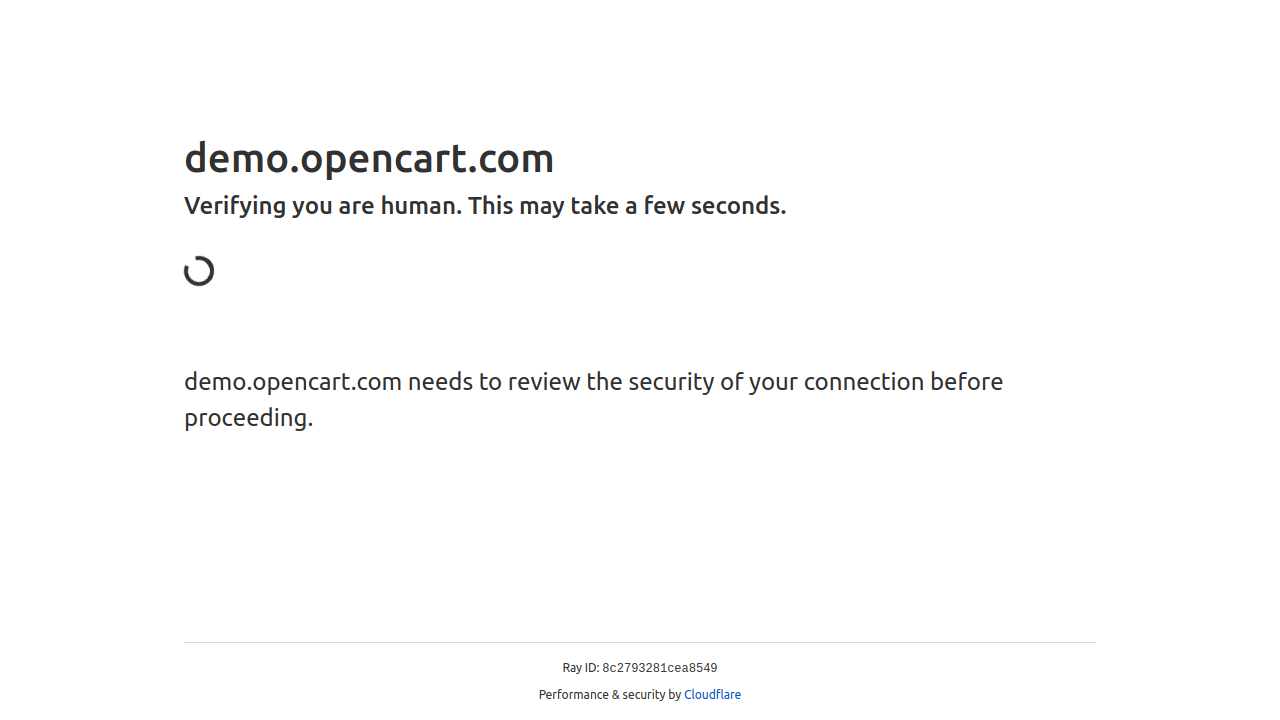 demo.opencart.com
Verifying you are human. This may take a few seconds.
demo.opencart.com needs to review the security of your connection before
proceeding.
Ray ID: 8c2793281cea8549
Performance & security by Cloudflare